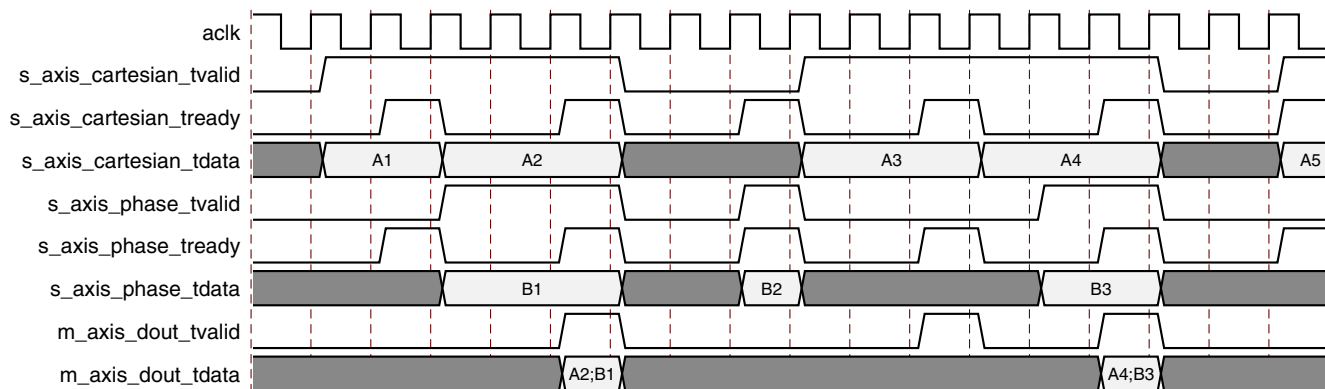 aclk
s_axis_cartesian_tvalid
s_axis_cartesian_tready
s_axis_cartesian_tdata A1 A2 A3 A4 A5
s_axis_phase_tvalid
s_axis_phase_tready
s_axis_phase_tdata B1 B2 B3
m_axis_dout_tvalid
m_axis_dout_tdata A2;B1 A4;B3